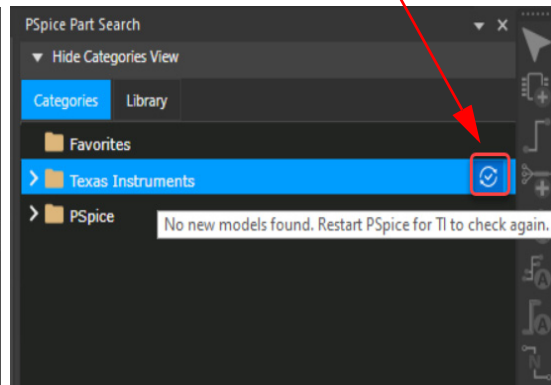 PSpice Part Search
Hide Categories View
Categories Library
Favorites
Texas Instruments
PSpice
No new models found. Restart PSpice for TI to check again.